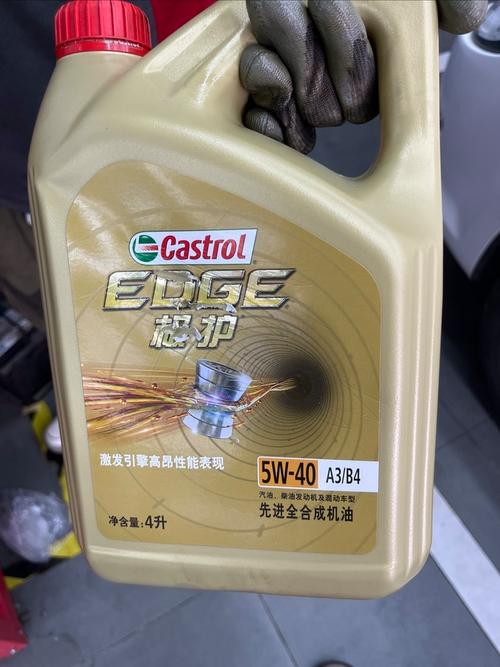 Castrol
EDGE
极护
激发引擎高昂性能表现
5W-40 A3/B4
汽油、柴油发动机及混动车型
净含量:4升
先进全合成机油